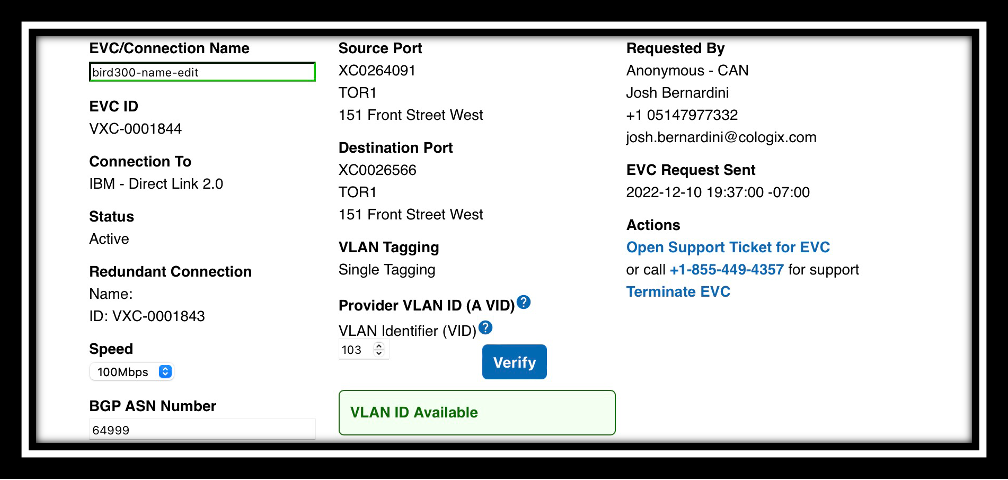 EVC/Connection Name
bird300-name-edit
EVC ID
VXC-0001844
Connection To
IBM - Direct Link 2.0
Status
Active
Redundant Connection
Name:
ID: VXC-0001843
Speed
100Mbps
BGP ASN Number
64999
Source Port
XC0264091
TOR1
151 Front Street West
Destination Port
XC0026566
TOR1
151 Front Street West
VLAN Tagging
Single Tagging
Provider VLAN ID (A VID) ?
VLAN Identifier (VID) ?
103
Verify
VLAN ID Available
Requested By
Anonymous - CAN
Josh Bernardini
+1 05147977332
josh.bernardini@cologix.com
EVC Request Sent
2022-12-10 19:37:00 -07:00
Actions
Open Support Ticket for EVC
or call +1-855-449-4357 for support
Terminate EVC